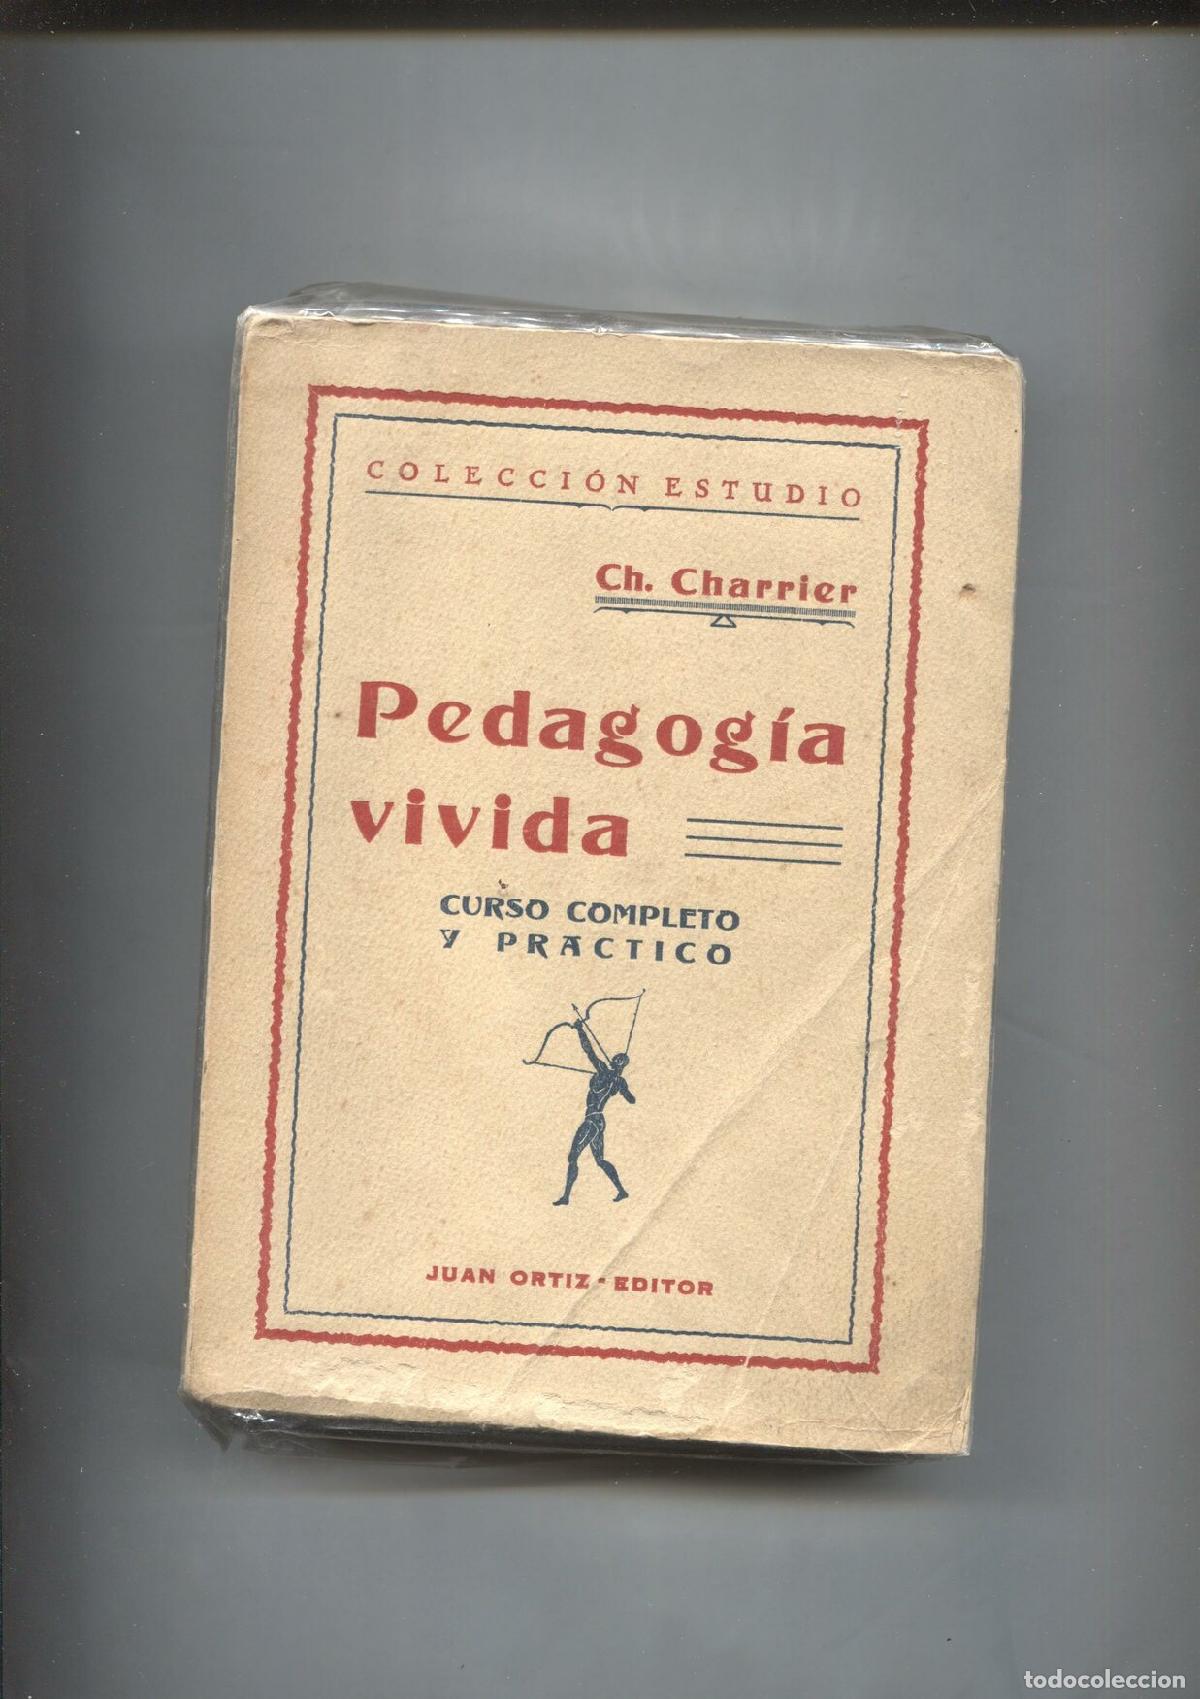 COLECCIÓN ESTUDIO
Ch. Charrier
Pedagogía
vivida
CURSO COMPLETO
Y PRACTICO
JUAN ORTIZ - EDITOR
todocoleccion